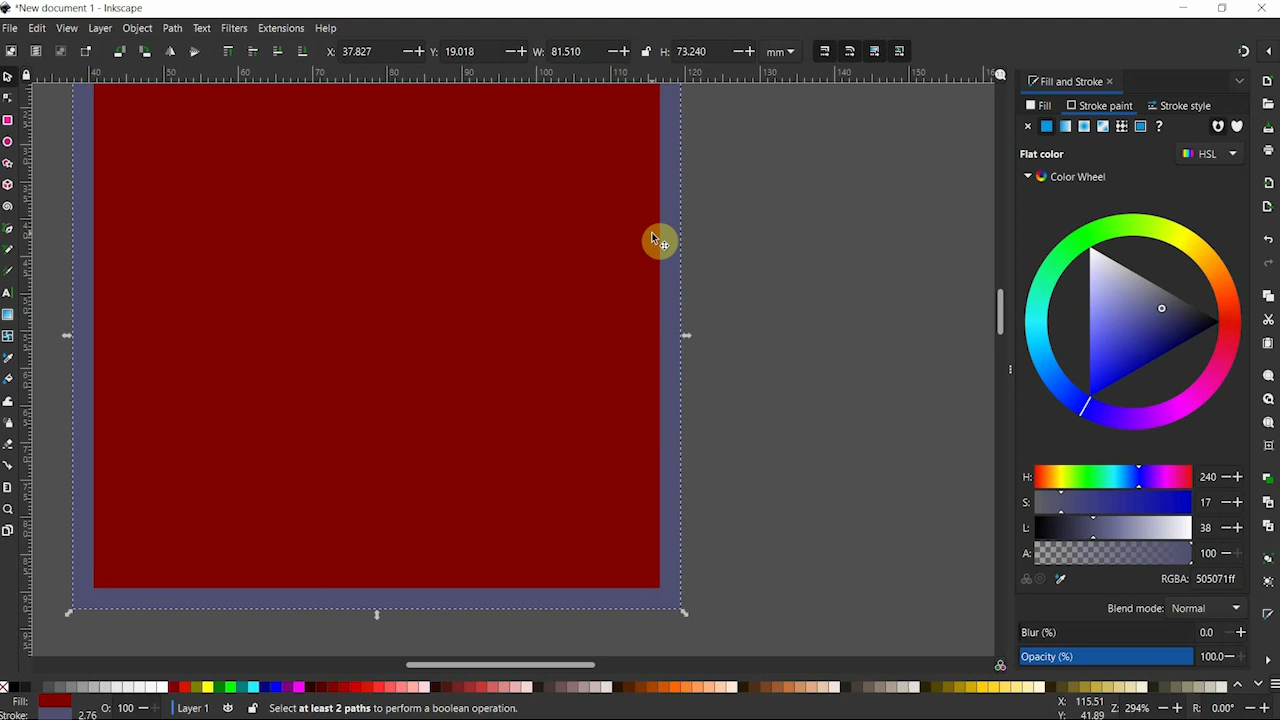 *New document 1 - Inkscape
File Edit View Layer Object Path Text Filters Extensions Help
X: 37.827 Y: 19.018 W: 81.510 H: 73.240 mm
40 50 60 70 80 90 100 110 120 130 140 150
Fill and Stroke
Fill Stroke paint Stroke style
?
Flat color HSL
Color Wheel
H: 240
S: 17
L: 38
A: 100
RGBA: 505071ff
Blend mode: Normal
Blur (%) 0.0
Opacity (%) 100.0
Fill: O: 100 Layer 1 Select at least 2 paths to perform a boolean operation. X: 115.51 Z: 294% R: 0.00°
Stroke: 2.76 Y: 41.89